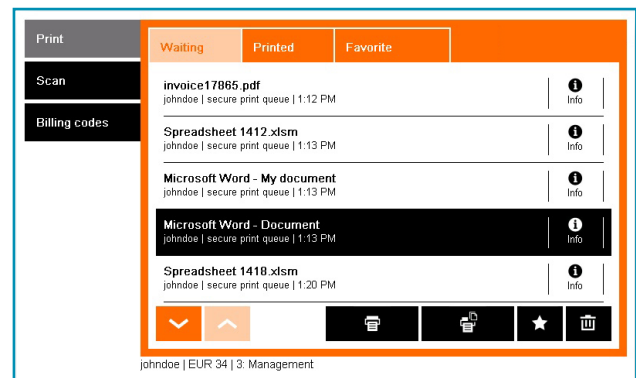 Print
Scan
Billing codes
Waiting Printed Favorite
invoice17865.pdf
johndoe | secure print queue | 1:12 PM
Info
Spreadsheet 1412.xlsm
johndoe | secure print queue | 1:13 PM
Info
Microsoft Word - My document
johndoe | secure print queue | 1:13 PM
Info
Microsoft Word - Document
johndoe | secure print queue | 1:13 PM
Info
Spreadsheet 1418.xlsm
johndoe | secure print queue | 1:20 PM
Info
johndoe | EUR 34 | 3: Management